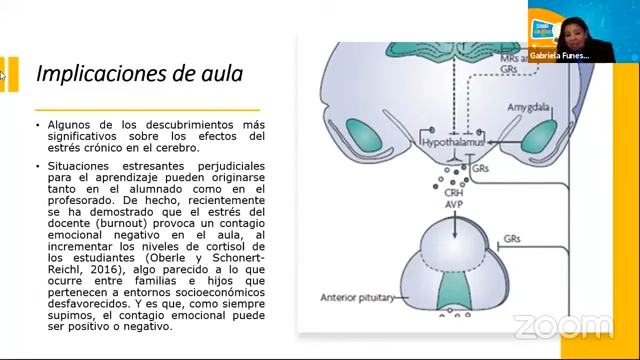 Gabriela Funes...
Implicaciones de aula
• Algunos de los descubrimientos más
significativos sobre los efectos del
estrés crónico en el cerebro.
• Situaciones estresantes perjudiciales
para el aprendizaje pueden originarse
tanto en el alumnado como en el
profesorado. De hecho, recientemente
se ha demostrado que el estrés del
docente (burnout) provoca un contagio
emocional negativo en el aula, al
incrementar los niveles de cortisol de
los estudiantes (Oberle y Schonert-
Reichl, 2016), algo parecido a lo que
ocurre entre familias e hijos que
pertenecen a entornos socioeconómicos
desfavorecidos. Y es que, como siempre
supimos, el contagio emocional puede
ser positivo o negativo.
MRs
GRs
Amygdala
Hypothalamus
GRs
CRH
AVP
GRs
Anterior pituitary
zoom